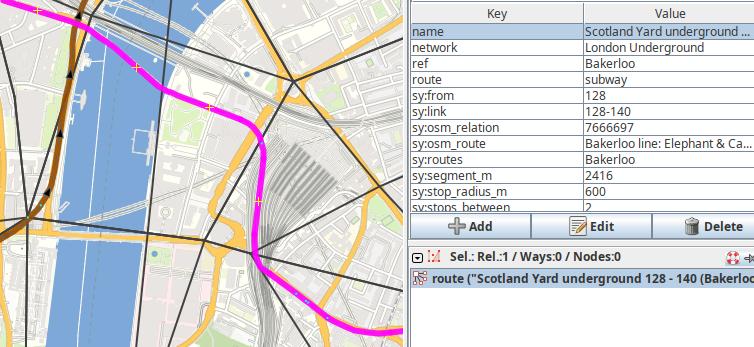 Key Value
name Scotland Yard underground ...
network London Underground
ref Bakerloo
route subway
sy:from 128
sy:link 128-140
sy:osm_relation 7666697
sy:osm_route Bakerloo line: Elephant & Ca...
sy:routes Bakerloo
sy:segment_m 2416
sy:stop_radius_m 600
sy:stops_between 2
Add Edit Delete
Sel.: Rel.:1 / Ways:0 / Nodes:0
route ("Scotland Yard underground 128 - 140 (Bakerloo